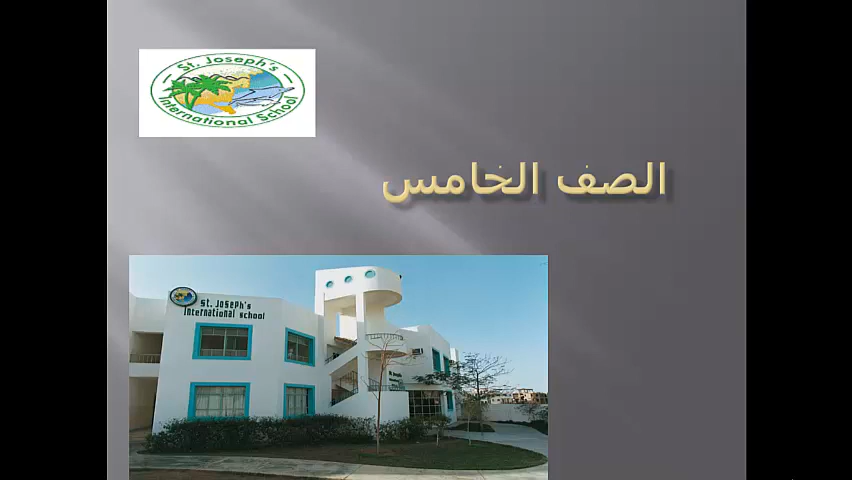 St. Joseph's
International School
الصف الخامس
St. Joseph's
International school